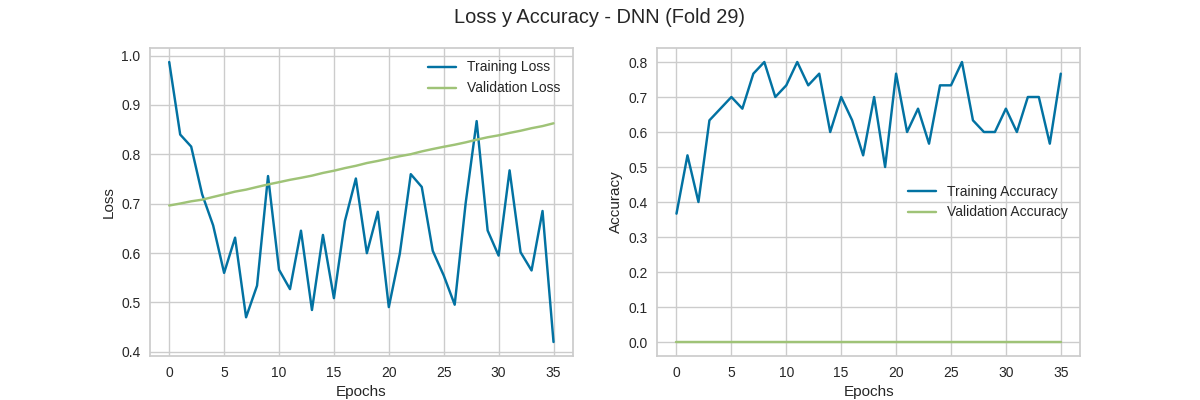 Loss y Accuracy - DNN (Fold 29)
Loss
1.0
0.9
0.8
0.7
0.6
0.5
0.4
Training Loss
Validation Loss
0 5 10 15 20 25 30 35
Epochs
Accuracy
0.8
0.7
0.6
0.5
0.4
0.3
0.2
0.1
0.0
Training Accuracy
Validation Accuracy
0 5 10 15 20 25 30 35
Epochs